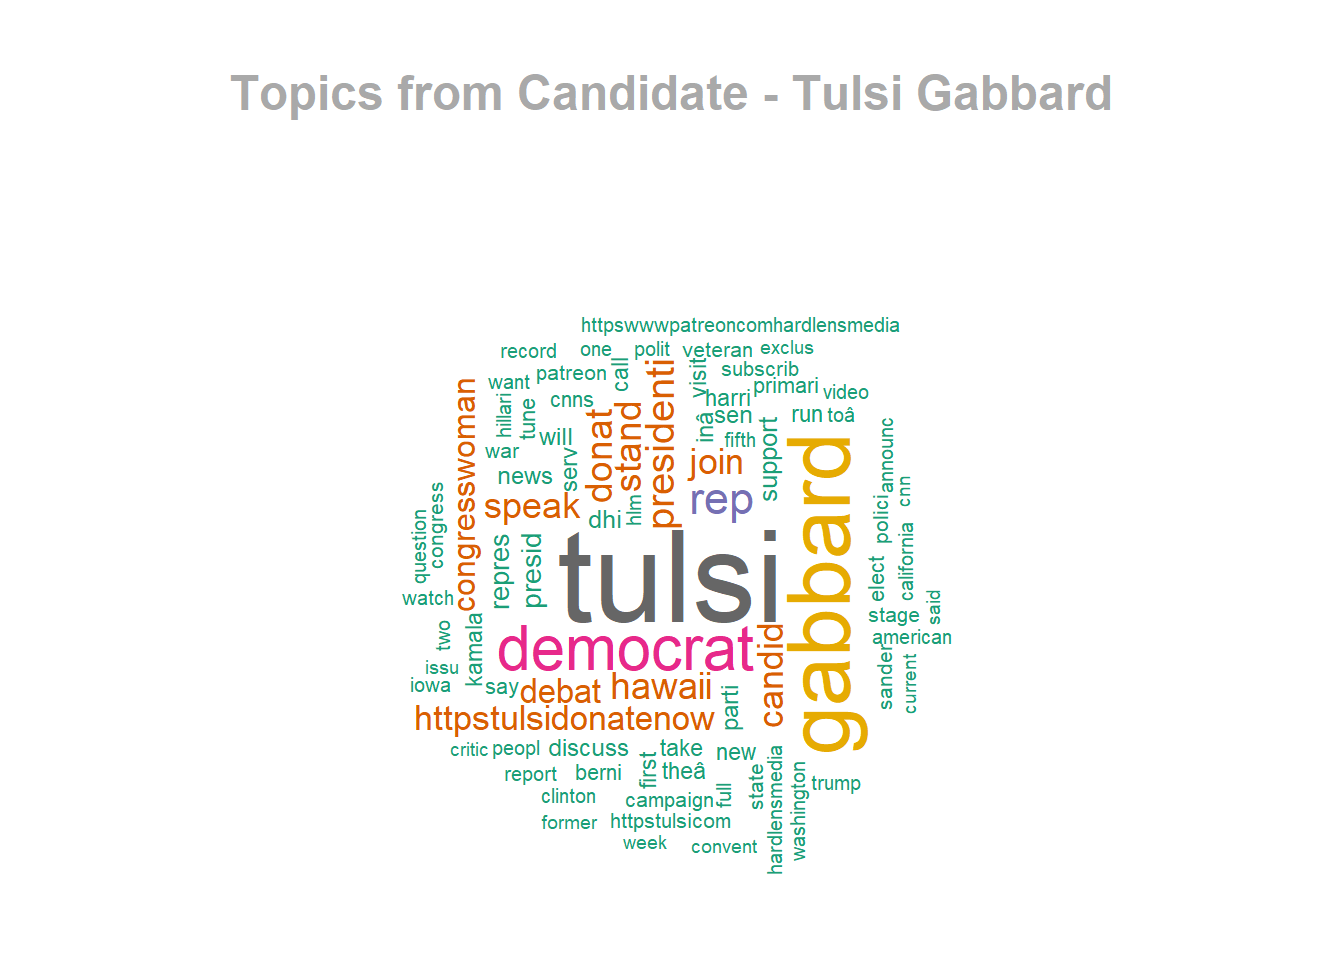 Topics from Candidate - Tulsi Gabbard
httpswwwpatreoncomhardlensmedia
record
one
polit
veteran
exclus
want
patreon
call
presidenti
visit
subscrib
harri
primari
video
congresswoman
hillari
tune
cnns
donat
stand
inâ
sen
run
toâ
will
fifth
support
war
news
serv
join
announc
cnn
speak
rep
dhi
hlm
gabbard
polici
question
congress
repres
presid
tulsi
elect
california
watch
said
stage
two
kamala
democrat
candid
american
issu
iowa
say
debat
hawaii
parti
sander
current
httpstulsidonatenow
critic
peopl
discuss
take
new
report
berni
first
theâ
state
hardlensmedia
washington
trump
clinton
campaign
full
former
httpstulsicom
week
convent